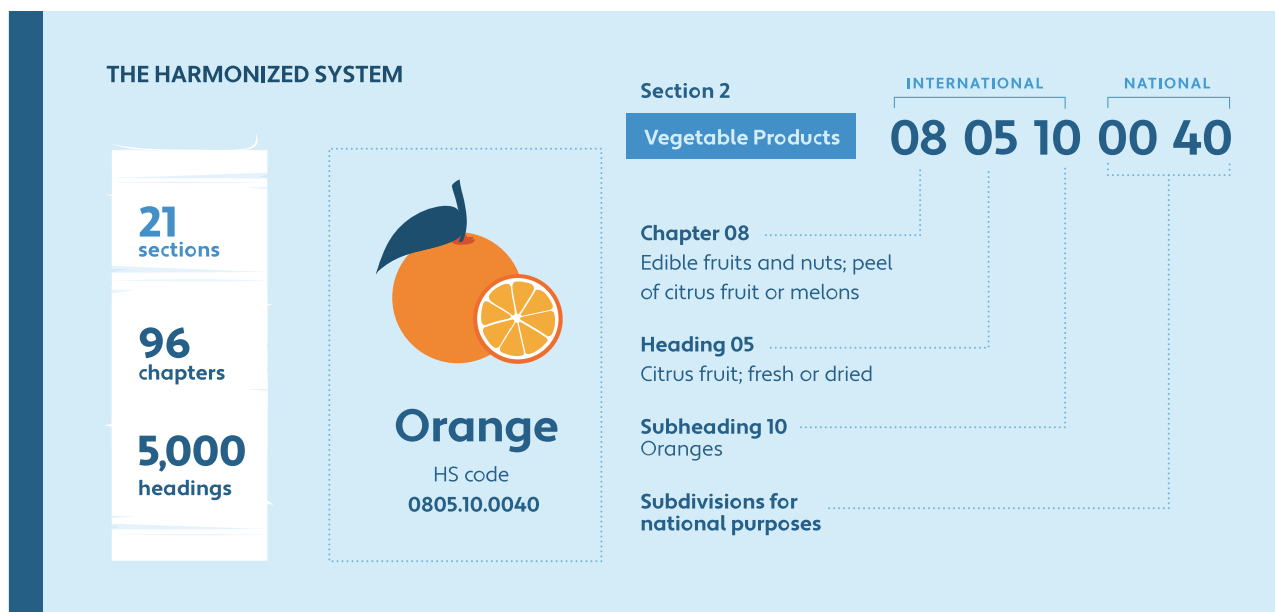 THE HARMONIZED SYSTEM
21
sections
96
chapters
5,000
headings
Orange
HS code
0805.10.0040
Section 2
Vegetable Products
INTERNATIONAL
NATIONAL
08 05 10 00 40
Chapter 08
Edible fruits and nuts; peel
of citrus fruit or melons
Heading 05
Citrus fruit; fresh or dried
Subheading 10
Oranges
Subdivisions for
national purposes